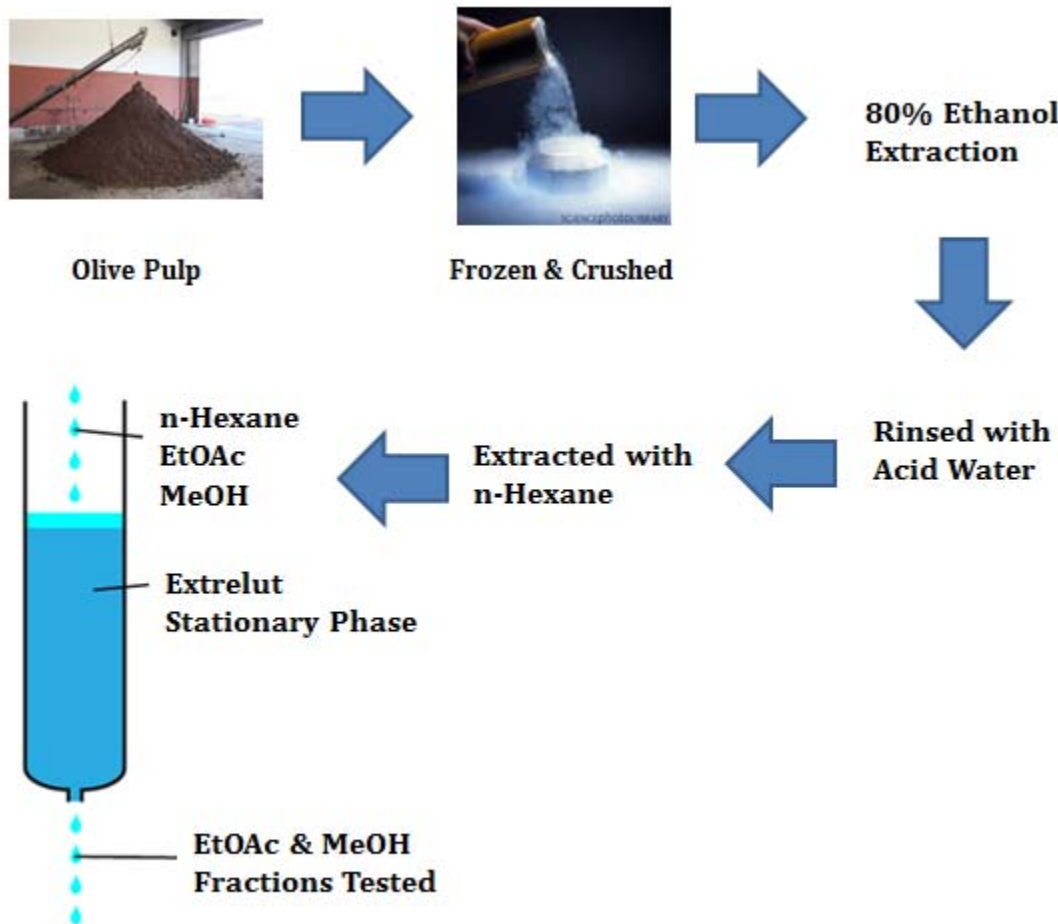 Olive Pulp
Frozen & Crushed
SCIENCEPHOTOLIBRARY
80% Ethanol
Extraction
Rinsed with
Acid Water
Extracted with
n-Hexane
n-Hexane
EtOAc
MeOH
Extrelut
Stationary Phase
EtOAc & MeOH
Fractions Tested